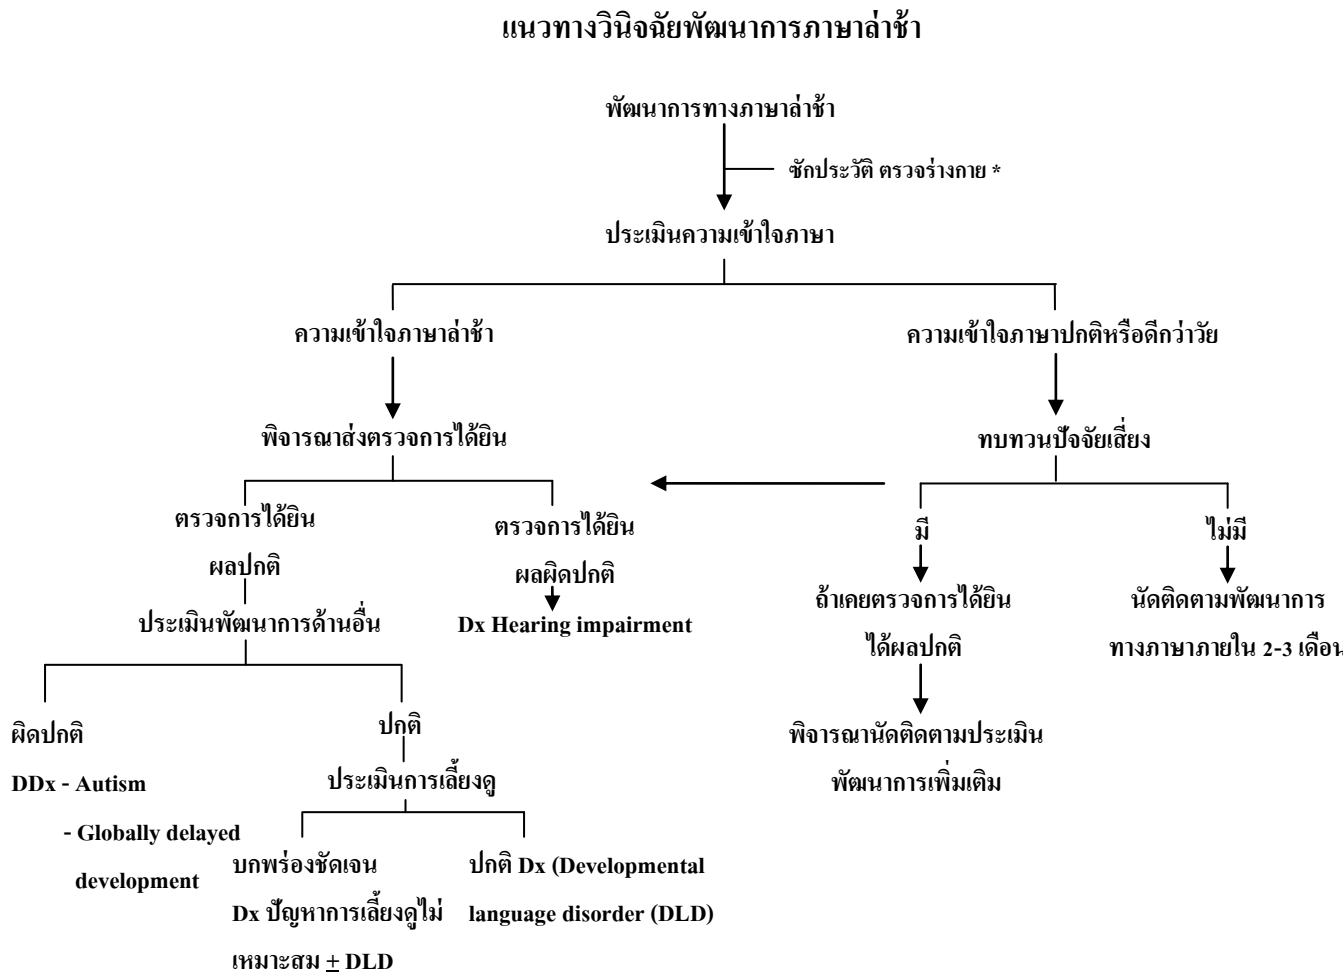 แนวทางวินิจฉัยพัฒนาการภาษาล่าช้า
พัฒนาการทางภาษาล่าช้า
ซักประวัติ ตรวจร่างกาย *
ประเมินความเข้าใจภาษา
ความเข้าใจภาษาล่าช้า
ความเข้าใจภาษาปกติหรือดีกว่าวัย
พิจารณาส่งตรวจการได้ยิน
ทบทวนปัจจัยเสี่ยง
ตรวจการได้ยิน
ผลปกติ
ตรวจการได้ยิน
ผลผิดปกติ
มี
ไม่มี
ประเมินพัฒนาการด้านอื่น
Dx Hearing impairment
ถ้าเคยตรวจการได้ยิน
ได้ผลปกติ
นัดติดตามพัฒนาการ
ทางภาษาภายใน 2-3 เดือน
ผิดปกติ
DDx - Autism
- Globally delayed
development
ปกติ
ประเมินการเลี้ยงดู
พิจารณานัดติดตามประเมิน
พัฒนาการเพิ่มเติม
บกพร่องชัดเจน
Dx ปัญหาการเลี้ยงดูไม่
เหมาะสม ± DLD
ปกติ Dx (Developmental
language disorder (DLD)